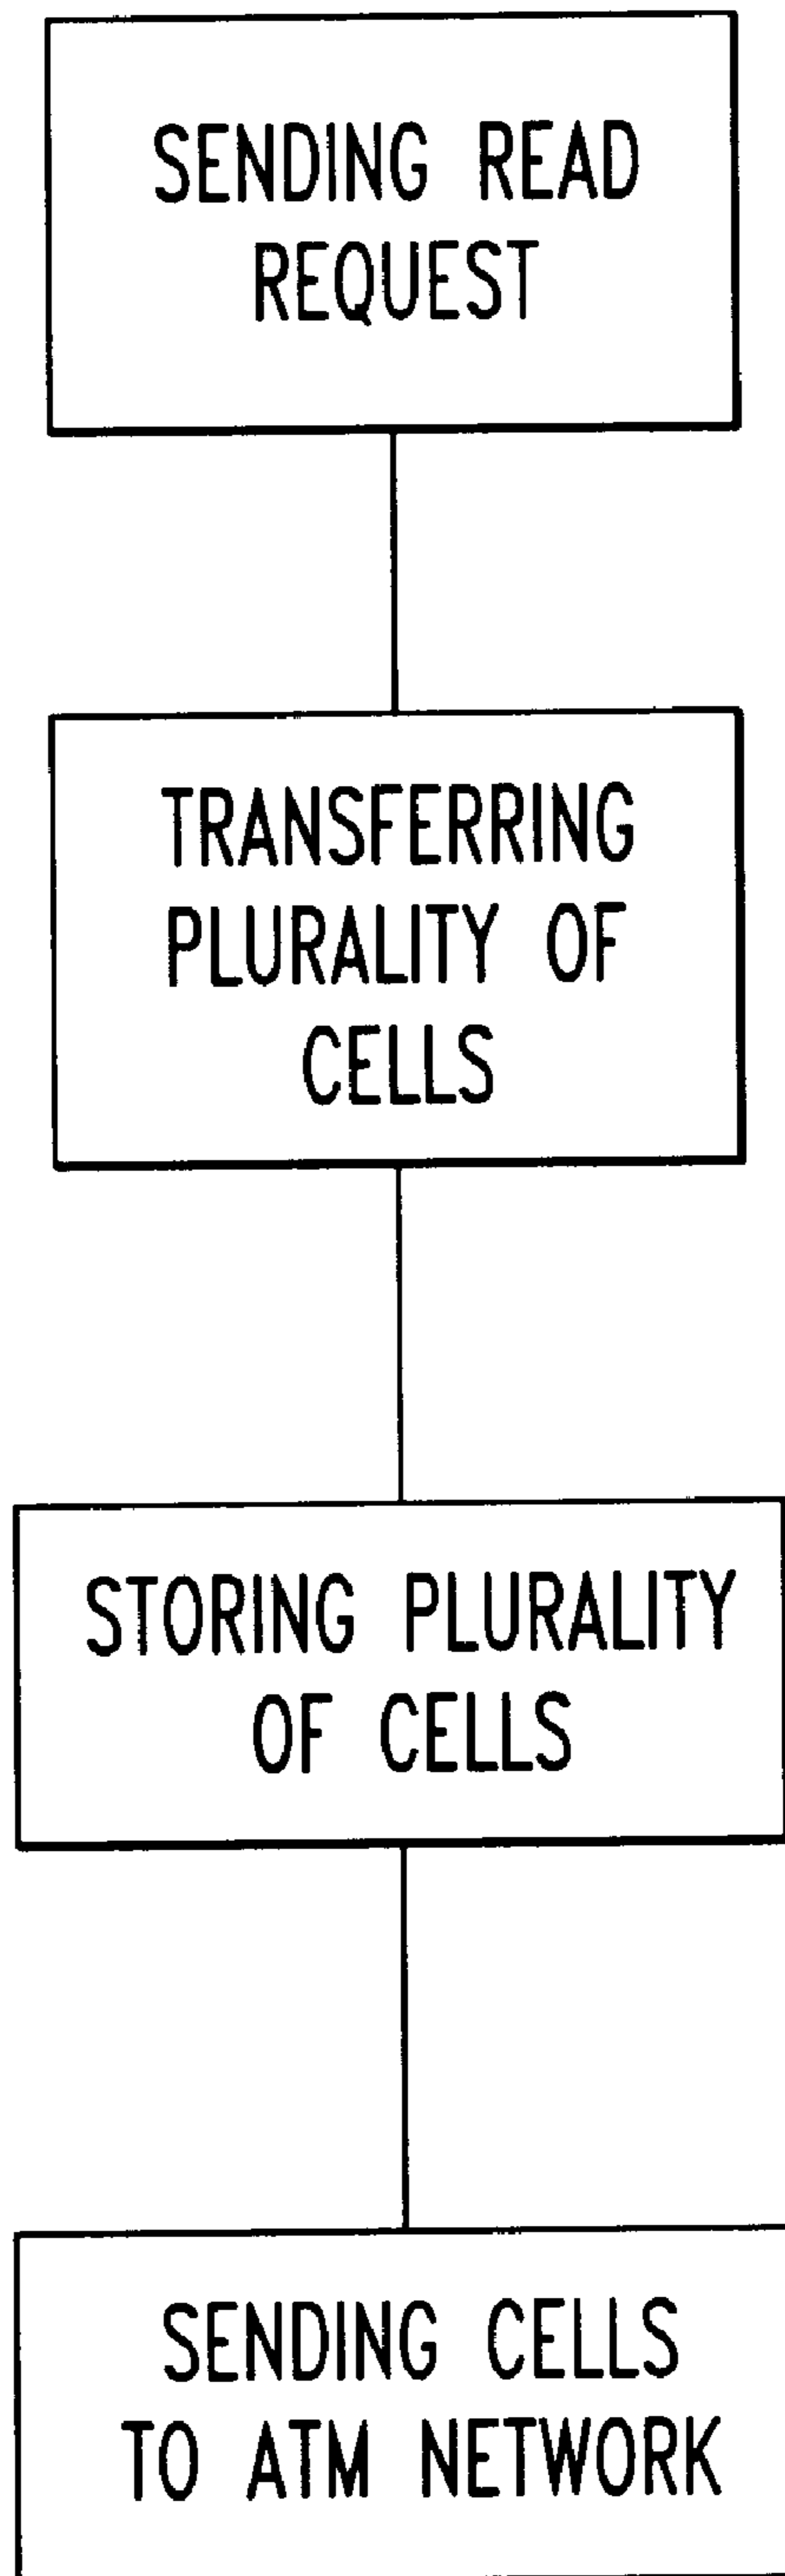 SENDING READ
REQUEST
TRANSFERRING
PLURALITY OF
CELLS
STORING PLURALITY
OF CELLS
SENDING CELLS
TO ATM NETWORK